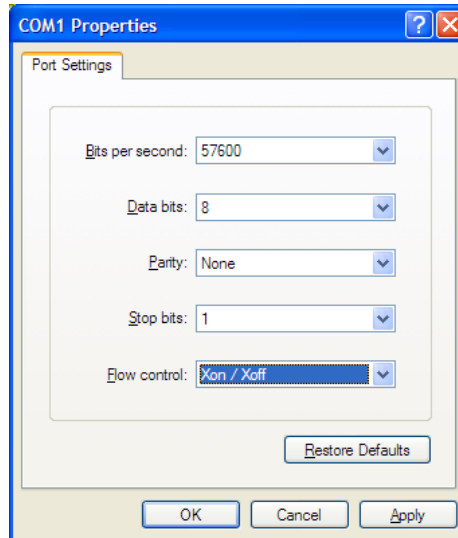 COM1 Properties
Port Settings
Bits per second: 57600
Data bits: 8
Parity: None
Stop bits: 1
Flow control: Xon / Xoff
Restore Defaults
OK Cancel Apply